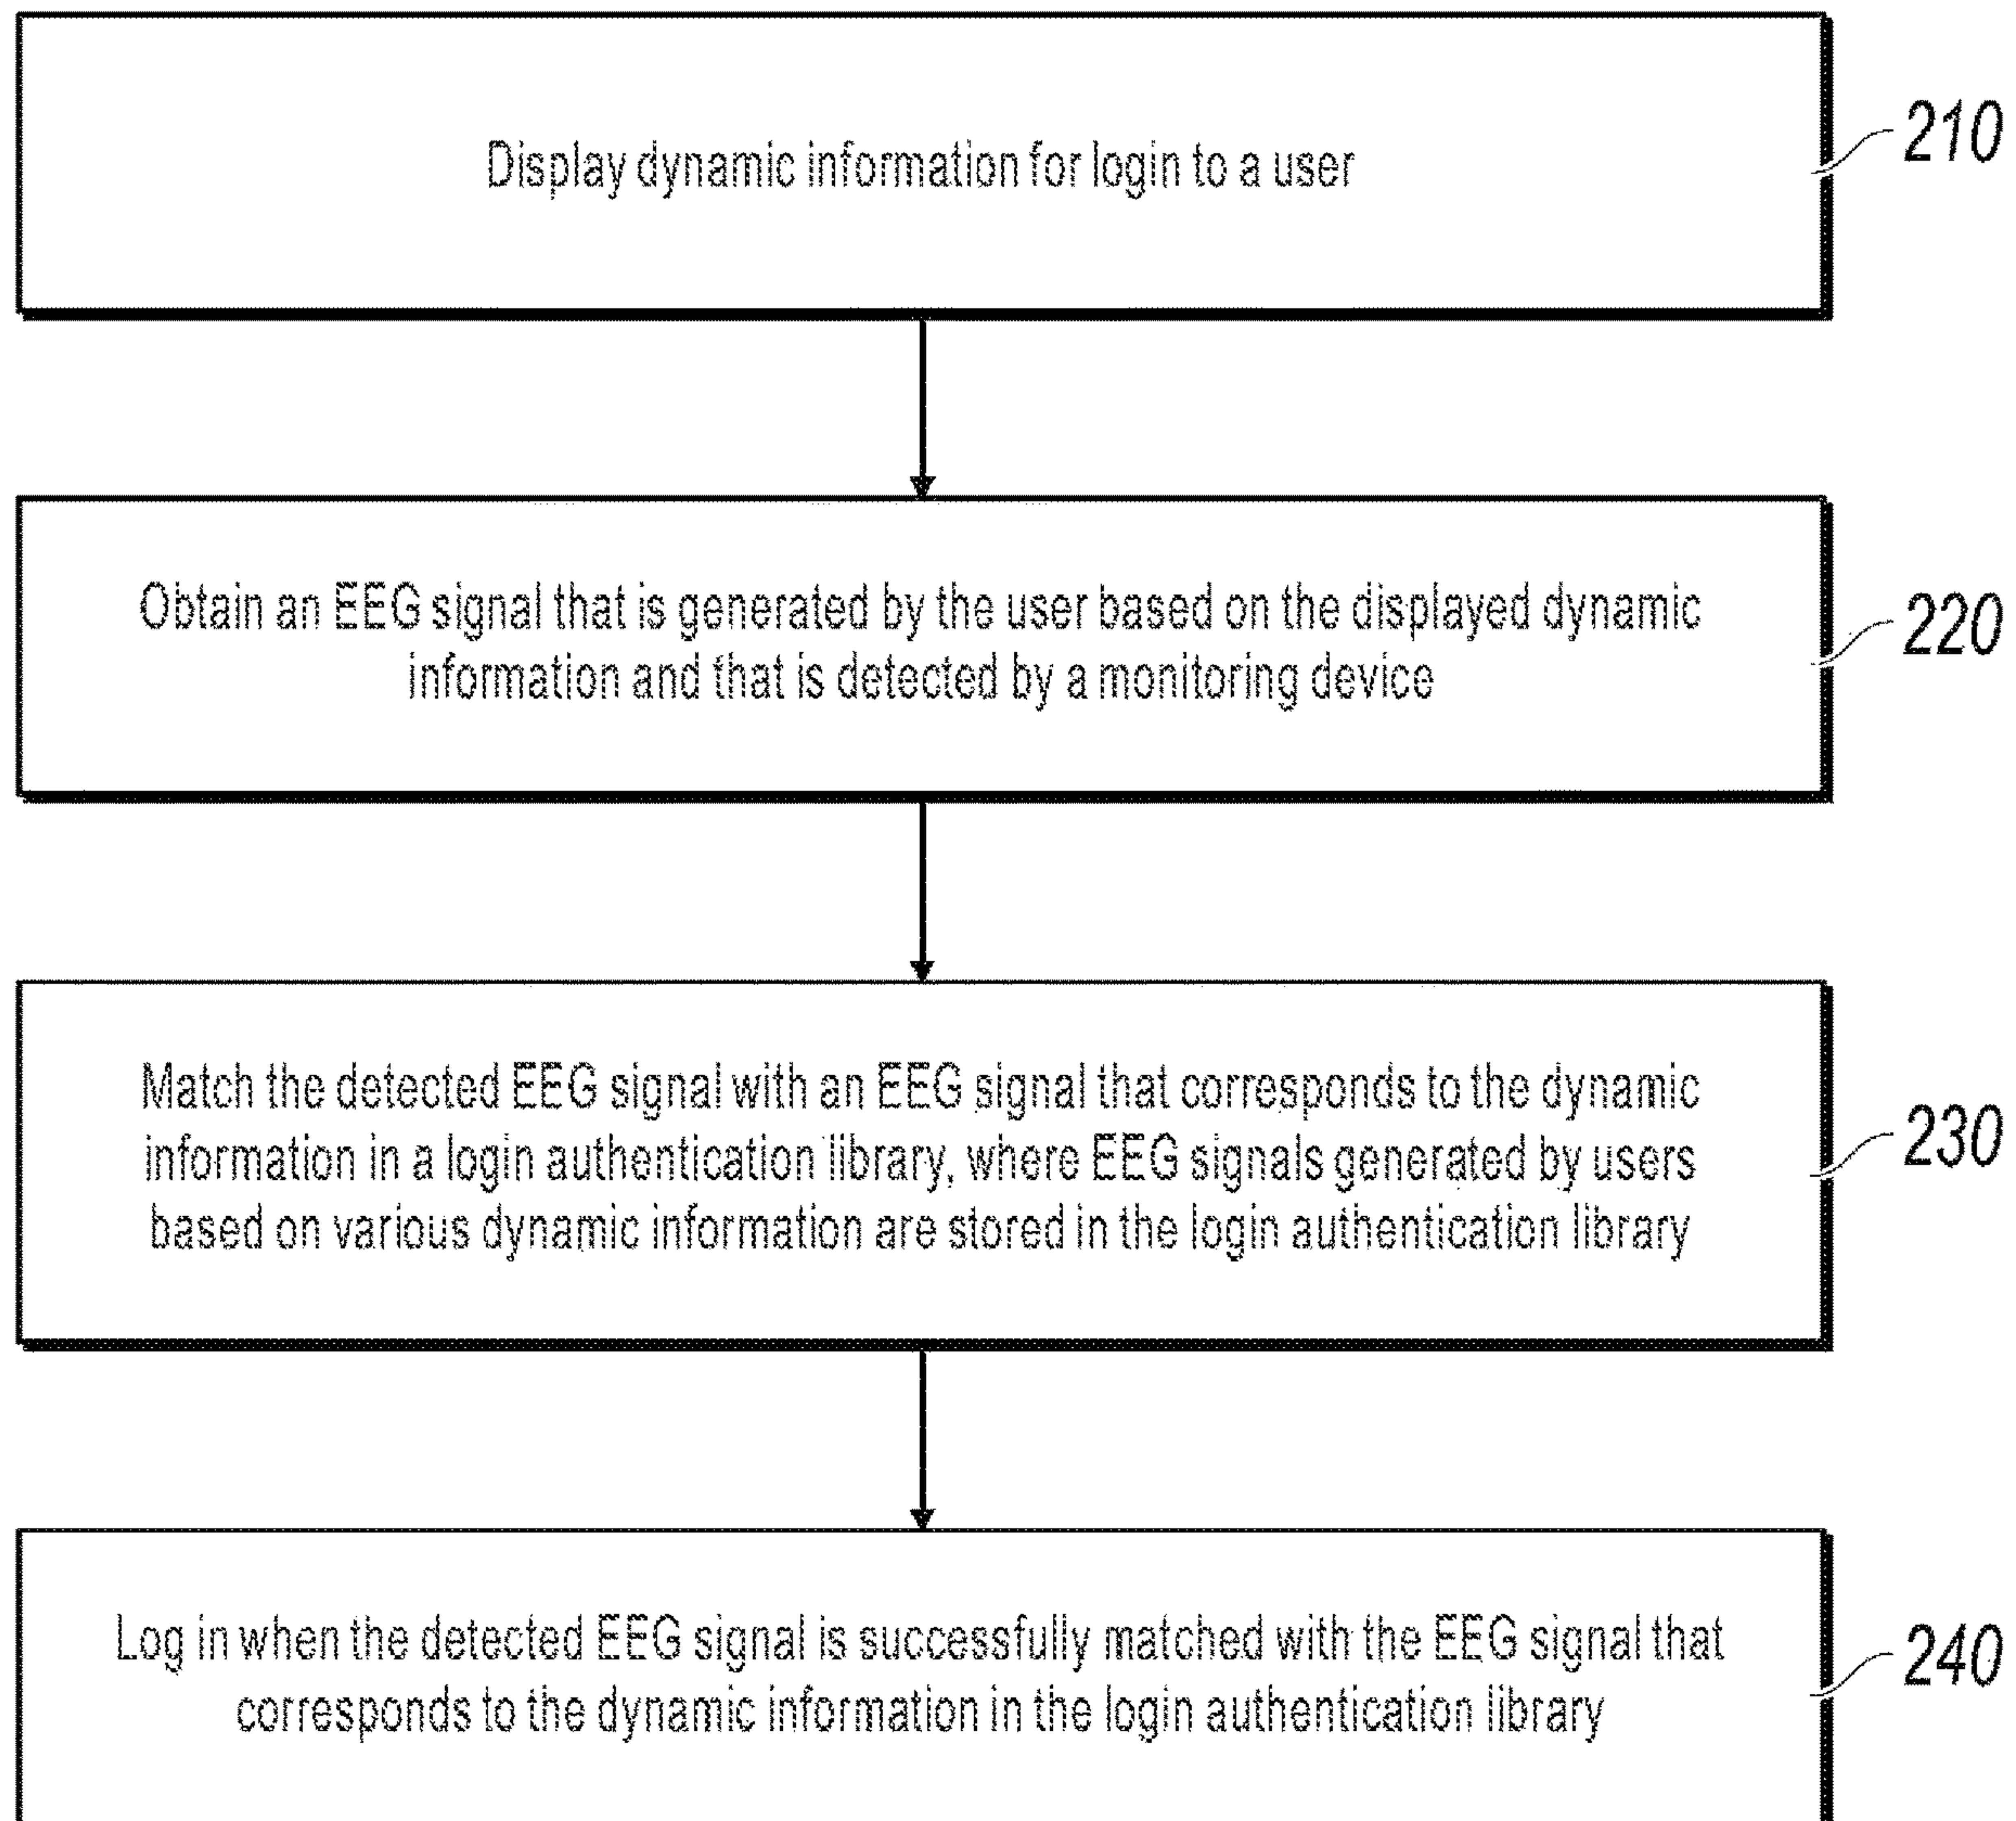 Display dynamic information for login to a user
210
Obtain an EEG signal that is generated by the user based on the displayed dynamic
information and that is detected by a monitoring device
220
Match the detected EEG signal with an EEG signal that corresponds to the dynamic
information in a login authentication library, where EEG signals generated by users
based on various dynamic information are stored in the login authentication library
230
Log in when the detected EEG signal is successfully matched with the EEG signal that
corresponds to the dynamic information in the login authentication library
240